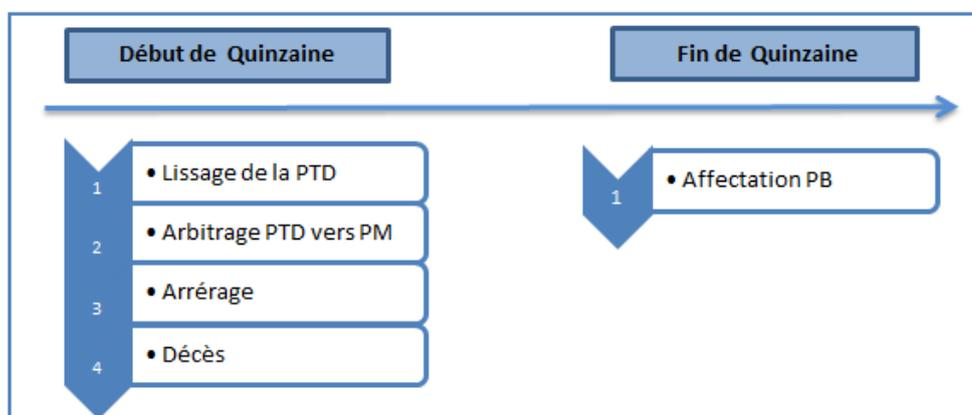 Début de Quinzaine
Fin de Quinzaine
1
• Lissage de la PTD
2
• Arbitrage PTD vers PM
3
• Arrérage
4
• Décès
1
• Affectation PB